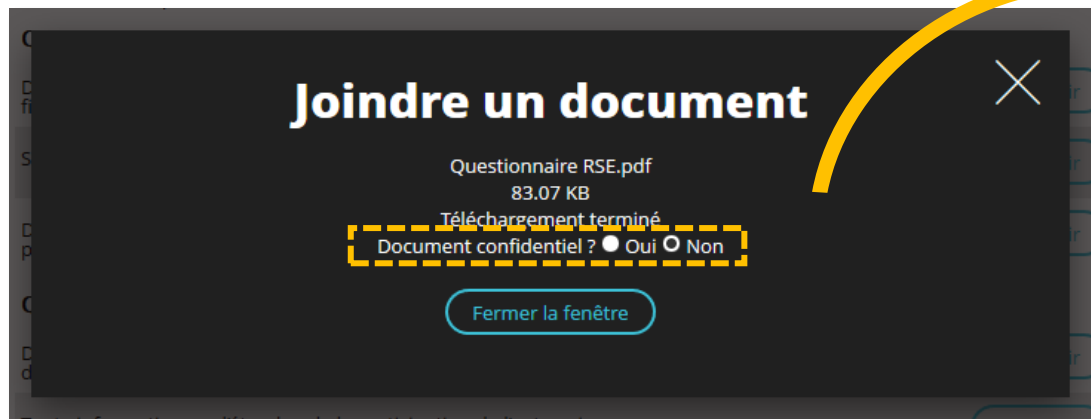 Joindre un document
Questionnaire RSE.pdf
83.07 KB
Téléchargement terminé
Document confidentiel ? Oui Non
Fermer la fenêtre